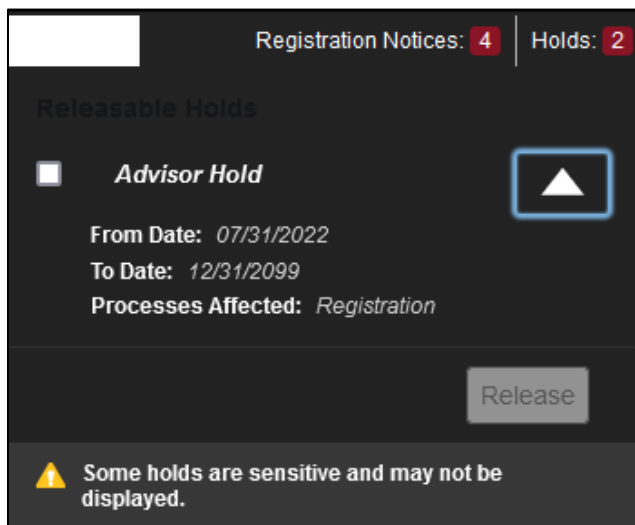 Registration Notices: 4 Holds: 2
Releasable Holds
Advisor Hold
From Date: 07/31/2022
To Date: 12/31/2099
Processes Affected: Registration
Release
Some holds are sensitive and may not be
displayed.